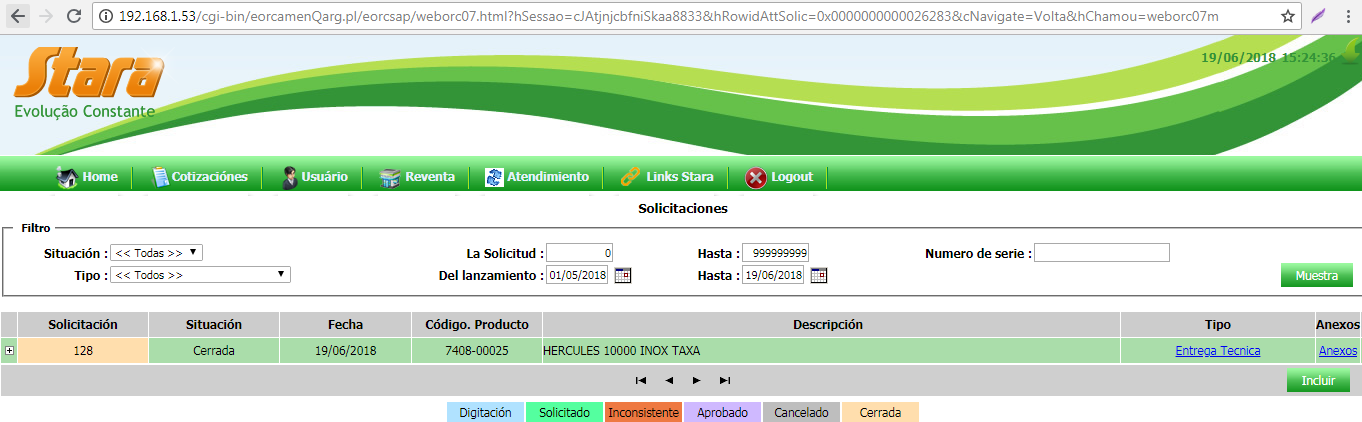 192.168.1.53/cgi-bin/eorcamenQarg.pl/eorcsap/weborc07.html?hSessao=cJAtjnjcbfniSkaa8833&hRowidAttSolic=0x0000000000026283&cNavigate=Volta&hChamou=weborc07m
Stara
Evolução Constante
19/06/2018 15:24:36
Home Cotizaciónes Usuário Reventa Atendimiento Links Stara Logout
Solicitaciones
Filtro
Situación : << Todas >> La Solicitud : 0 Hasta : 999999999 Numero de serie :
Tipo : << Todos >> Del lanzamiento : 01/05/2018 Hasta : 19/06/2018 Muestra
Solicitación Situación Fecha Código. Producto Descripción Tipo Anexos
128 Cerrada 19/06/2018 7408-00025 HERCULES 10000 INOX TAXA Entrega Tecnica Anexos
Incluir
Digitación Solicitado Inconsistente Aprobado Cancelado Cerrada